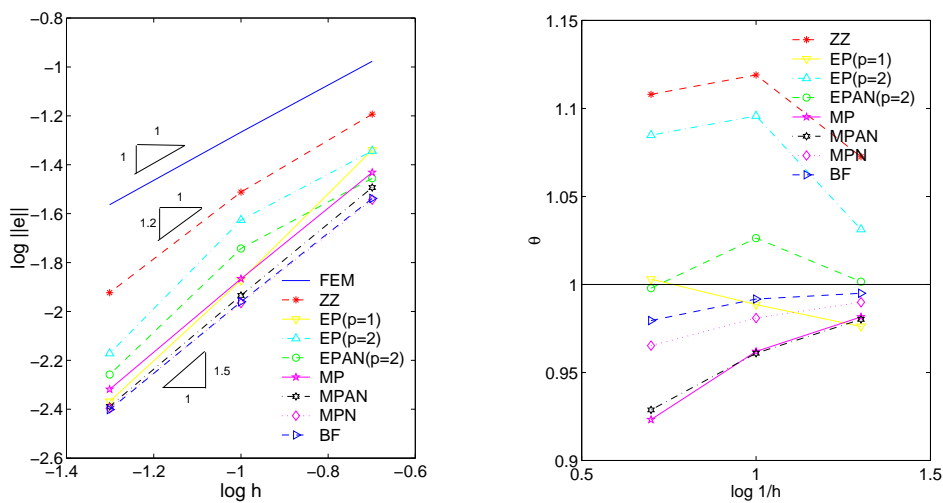 −0.8
−1
−1.2
−1.4
−1.6
−1.8
−2
−2.2
−2.4
−2.6
−1.4
−1.2
−1
−0.8
−0.6
log ||e||
log h
1
1
1
1.2
1.5
1
FEM
ZZ
EP(p=1)
EP(p=2)
EPAN(p=2)
MP
MPAN
MPN
BF
1.15
1.1
1.05
1
0.95
0.9
0.5
1
1.5
θ
log 1/h
ZZ
EP(p=1)
EP(p=2)
EPAN(p=2)
MP
MPAN
MPN
BF